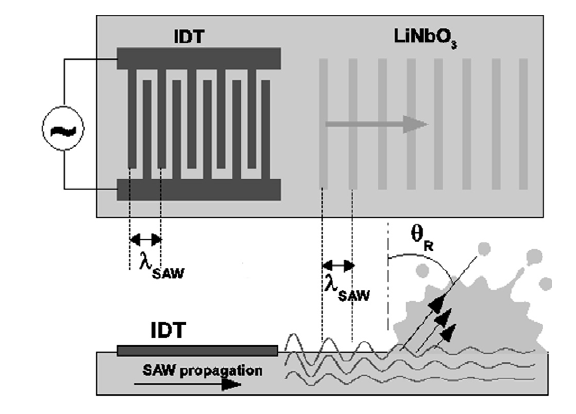 IDT
LiNbO₃
~
λSAW
λSAW
θR
IDT
SAW propagation